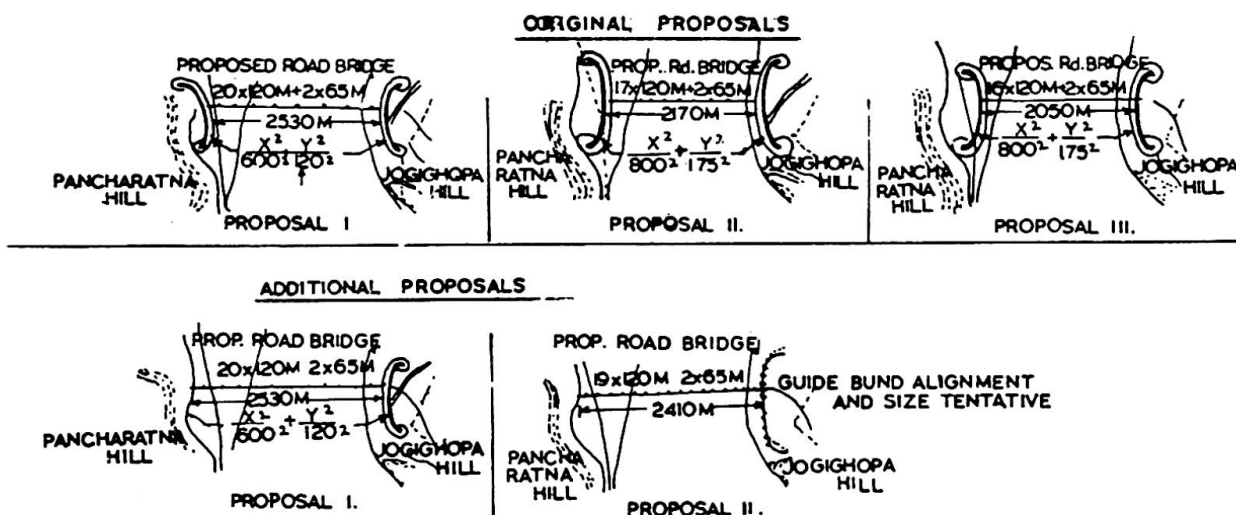 ORIGINAL PROPOSALS
PROPOSED ROAD BRIDGE
20x120M+2x65M
2530M
X² Y²
600² 120²
PANCHARATNA
HILL
JOGIGHOPA
HILL
PROPOSAL I
PROP. Rd. BRIDGE
17x120M+2x65M
2170M
X² + Y²
800² 175²
PANCHA
RATNA
HILL
JOGIGHOPA
HILL
PROPOSAL II.
PROPOS. Rd. BRIDGE
16x120M+2x65M
2050M
X² + Y²
800² 175²
PANCHA
RATNA
HILL
JOGIGHOPA
HILL
PROPOSAL III.
ADDITIONAL PROPOSALS
PROP. ROAD BRIDGE
20x120M 2x65M
2530M
X² + Y²
600² 120²
PANCHARATNA
HILL
JOGIGHOPA
HILL
PROPOSAL I.
PROP. ROAD BRIDGE
19x120M 2x65M
2410M
GUIDE BUND ALIGNMENT
AND SIZE TENTATIVE
PANCHA
RATNA
HILL
JOGIGHOPA
HILL
PROPOSAL II.